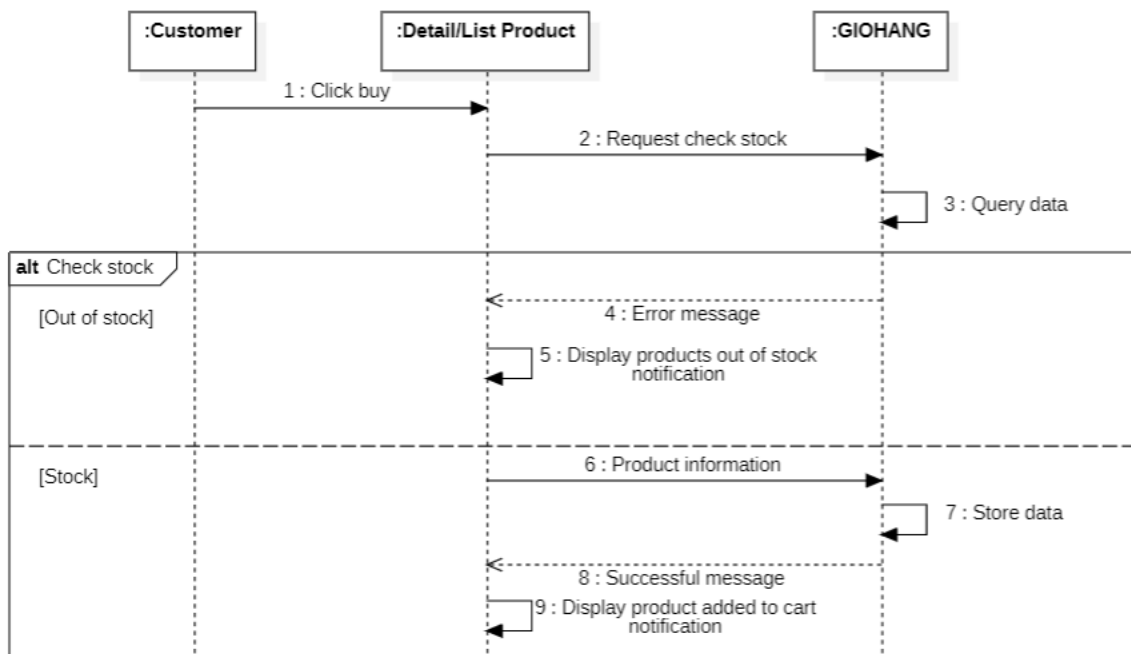 :Customer
:Detail/List Product
:GIOHANG
1 : Click buy
2 : Request check stock
3 : Query data
alt Check stock
[Out of stock]
4 : Error message
5 : Display products out of stock
notification
[Stock]
6 : Product information
7 : Store data
8 : Successful message
9 : Display product added to cart
notification